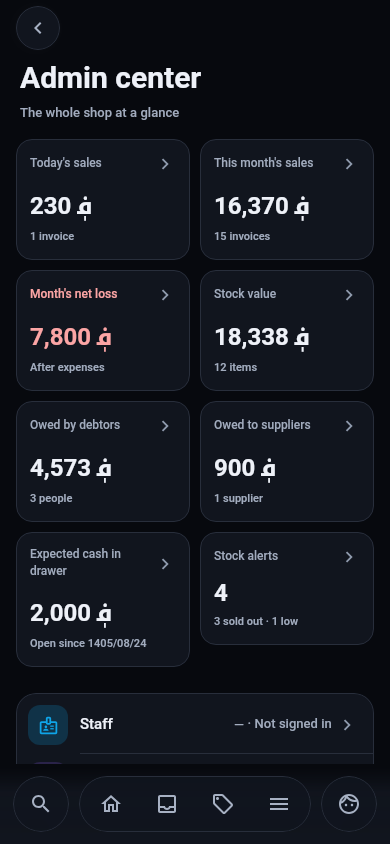 Admin center
The whole shop at a glance
Today's sales
230 ؋
1 invoice
This month's sales
16,370 ؋
15 invoices
Month's net loss
7,800 ؋
After expenses
Stock value
18,338 ؋
12 items
Owed by debtors
4,573 ؋
3 people
Owed to suppliers
900 ؋
1 supplier
Expected cash in
drawer
2,000 ؋
Open since 1405/08/24
Stock alerts
4
3 sold out · 1 low
Staff
— · Not signed in